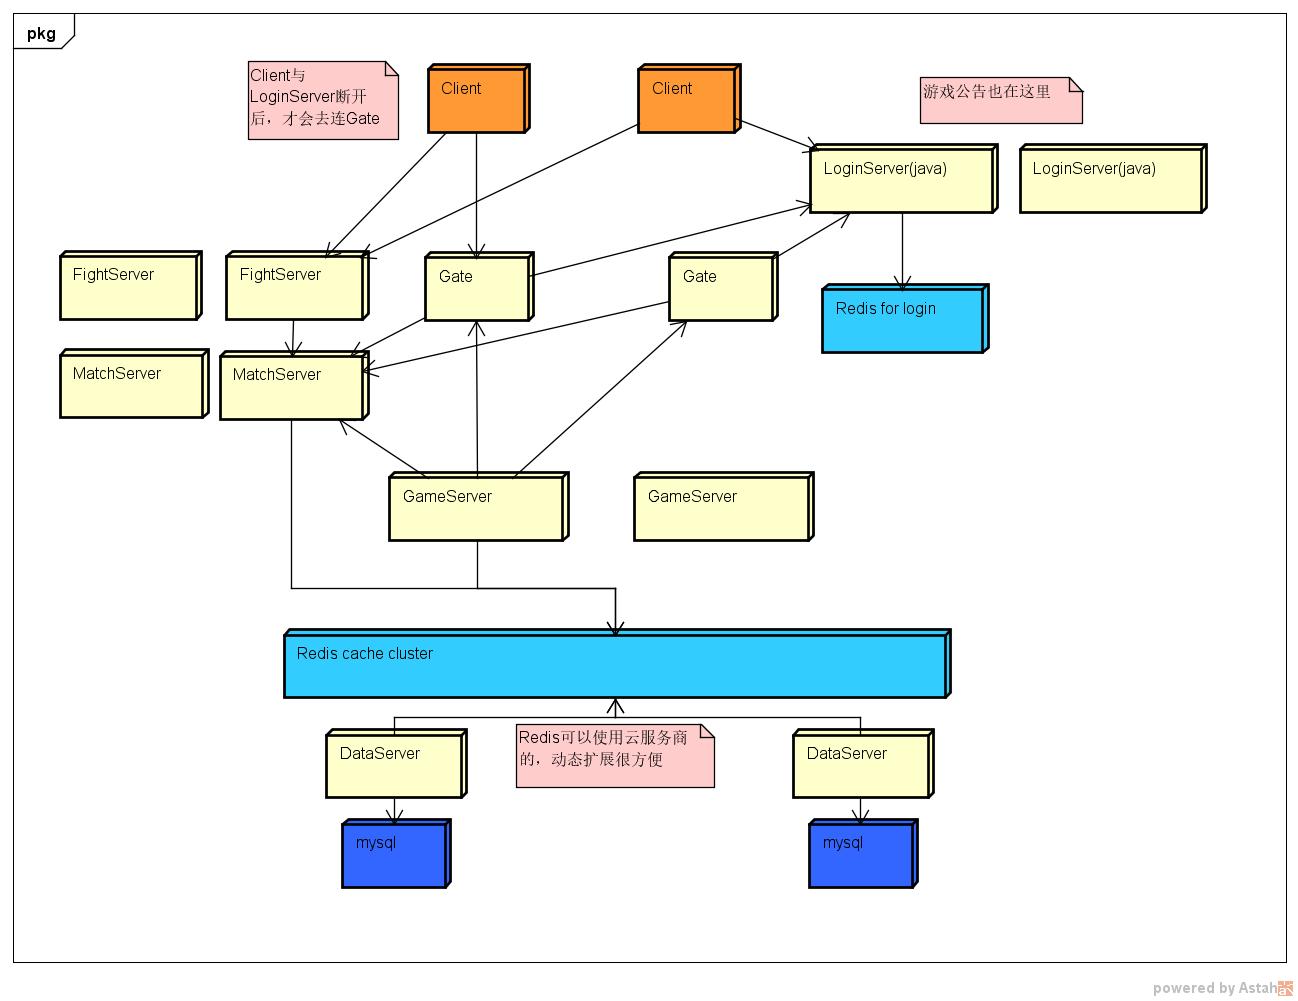 pkg
Client与
LoginServer断开
后，才会去连Gate
Client
Client
游戏公告也在这里
LoginServer(java)
LoginServer(java)
FightServer
FightServer
Gate
Gate
Redis for login
MatchServer
MatchServer
GameServer
GameServer
Redis cache cluster
DataServer
Redis可以使用云服务商
的，动态扩展很方便
DataServer
mysql
mysql
powered by Astah